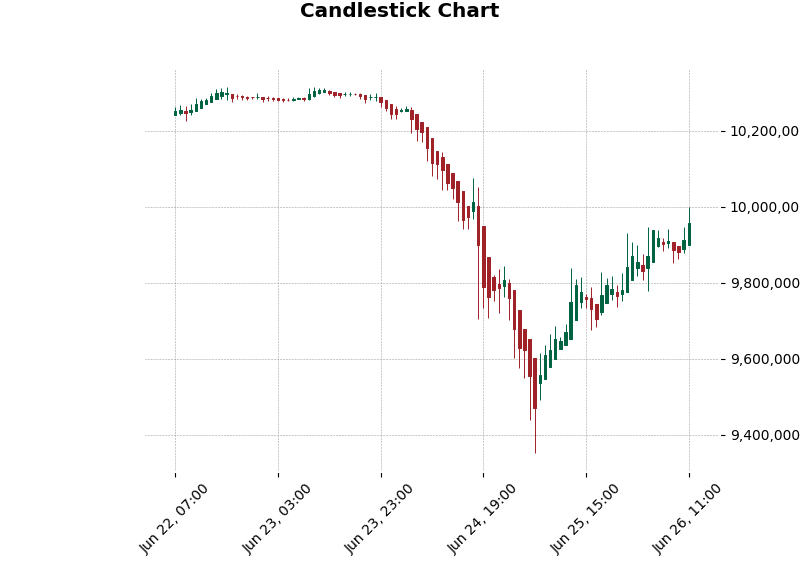 Candlestick Chart
10,200,00
10,000,00
9,800,000
9,600,000
9,400,000
Jun 22, 07:00
Jun 23, 03:00
Jun 23, 23:00
Jun 24, 19:00
Jun 25, 15:00
Jun 26, 11:00